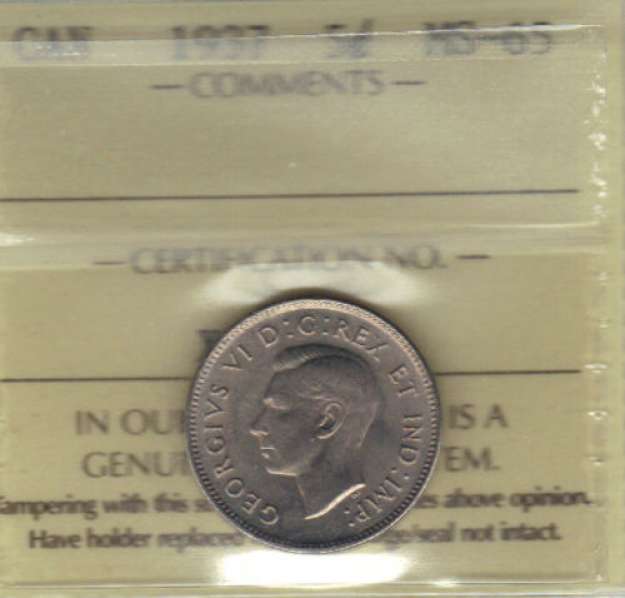 CAN 1937 5¢ MS-65
— COMMENTS —
— CERTIFICATION NO. —
GEORGIVS VI D:G:REX ET IND:IMP:
IN OU IS A
GENU EM.
Tampering with this s s above opinion.
Have holder replaced seal not intact.